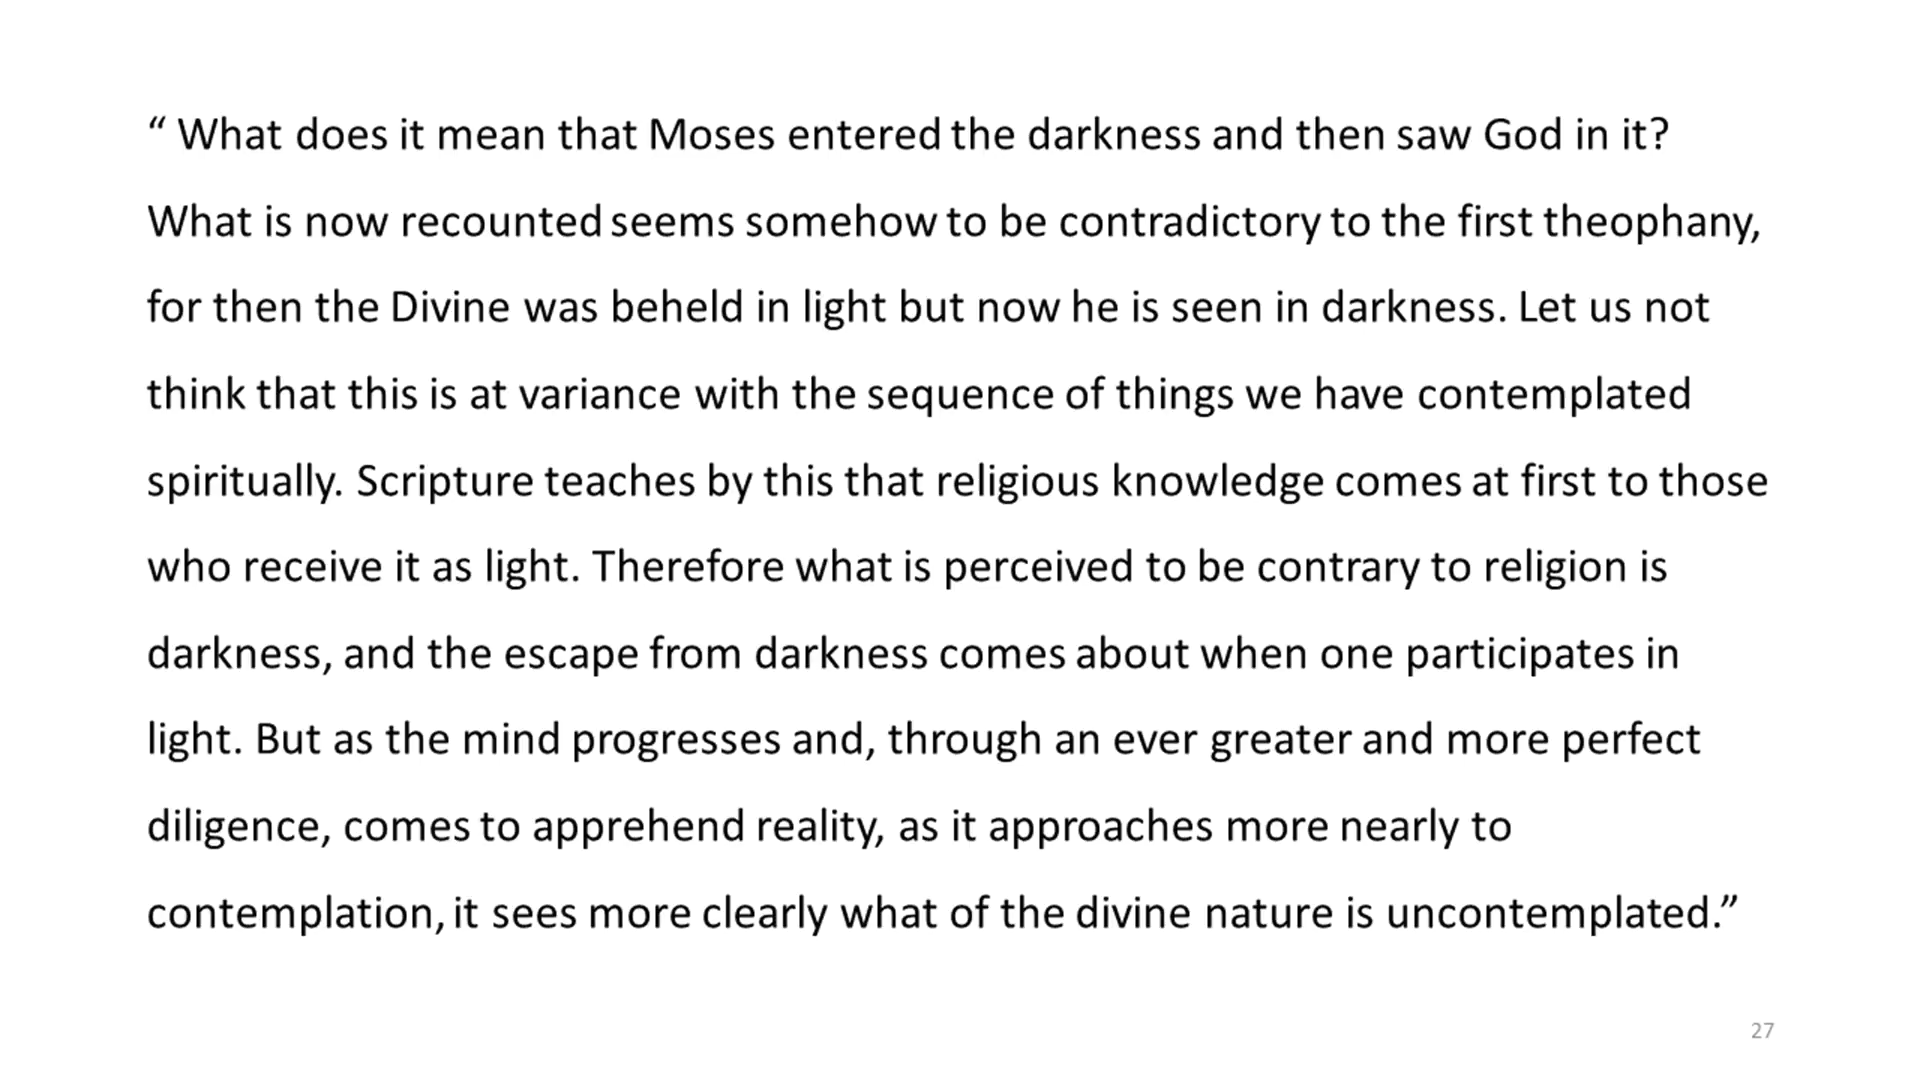 “ What does it mean that Moses entered the darkness and then saw God in it?
What is now recounted seems somehow to be contradictory to the first theophany,
for then the Divine was beheld in light but now he is seen in darkness. Let us not
think that this is at variance with the sequence of things we have contemplated
spiritually. Scripture teaches by this that religious knowledge comes at first to those
who receive it as light. Therefore what is perceived to be contrary to religion is
darkness, and the escape from darkness comes about when one participates in
light. But as the mind progresses and, through an ever greater and more perfect
diligence, comes to apprehend reality, as it approaches more nearly to
contemplation, it sees more clearly what of the divine nature is uncontemplated.”
27